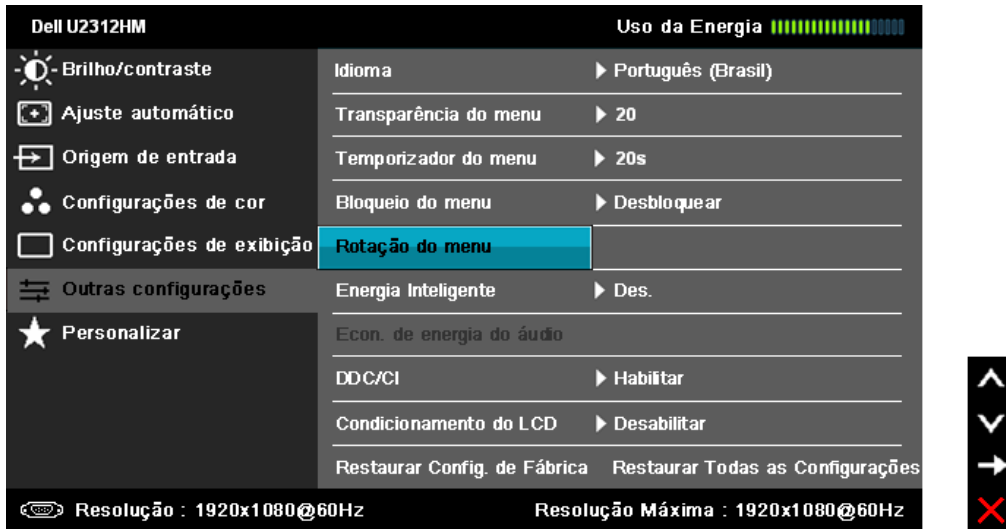 Dell U2312HM Uso da Energia
Brilho/contraste
Ajuste automático
Origem de entrada
Configurações de cor
Configurações de exibição
Outras configurações
Personalizar
Idioma Português (Brasil)
Transparência do menu 20
Temporizador do menu 20s
Bloqueio do menu Desbloquear
Rotação do menu
Energia Inteligente Des.
Econ. de energia do áudio
DDC/CI Habilitar
Condicionamento do LCD Desabilitar
Restaurar Config. de Fábrica Restaurar Todas as Configurações
Resolução : 1920x1080@60Hz Resolução Máxima : 1920x1080@60Hz